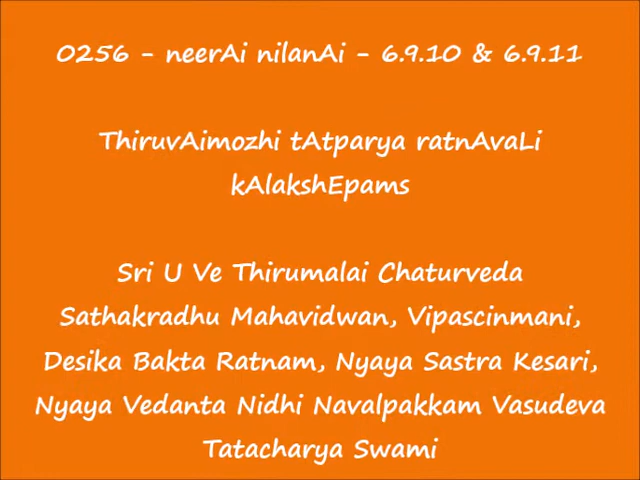 0256 - neerAi nilanAi - 6.9.10 & 6.9.11
ThiruvAimozhi tAtparya ratnAvaLi
kAlakshEpams
Sri U Ve Thirumalai Chaturveda
Sathakradhu Mahavidwan, Vipascinmani,
Desika Bakta Ratnam, Nyaya Sastra Kesari,
Nyaya Vedanta Nidhi Navalpakkam Vasudeva
Tatacharya Swami